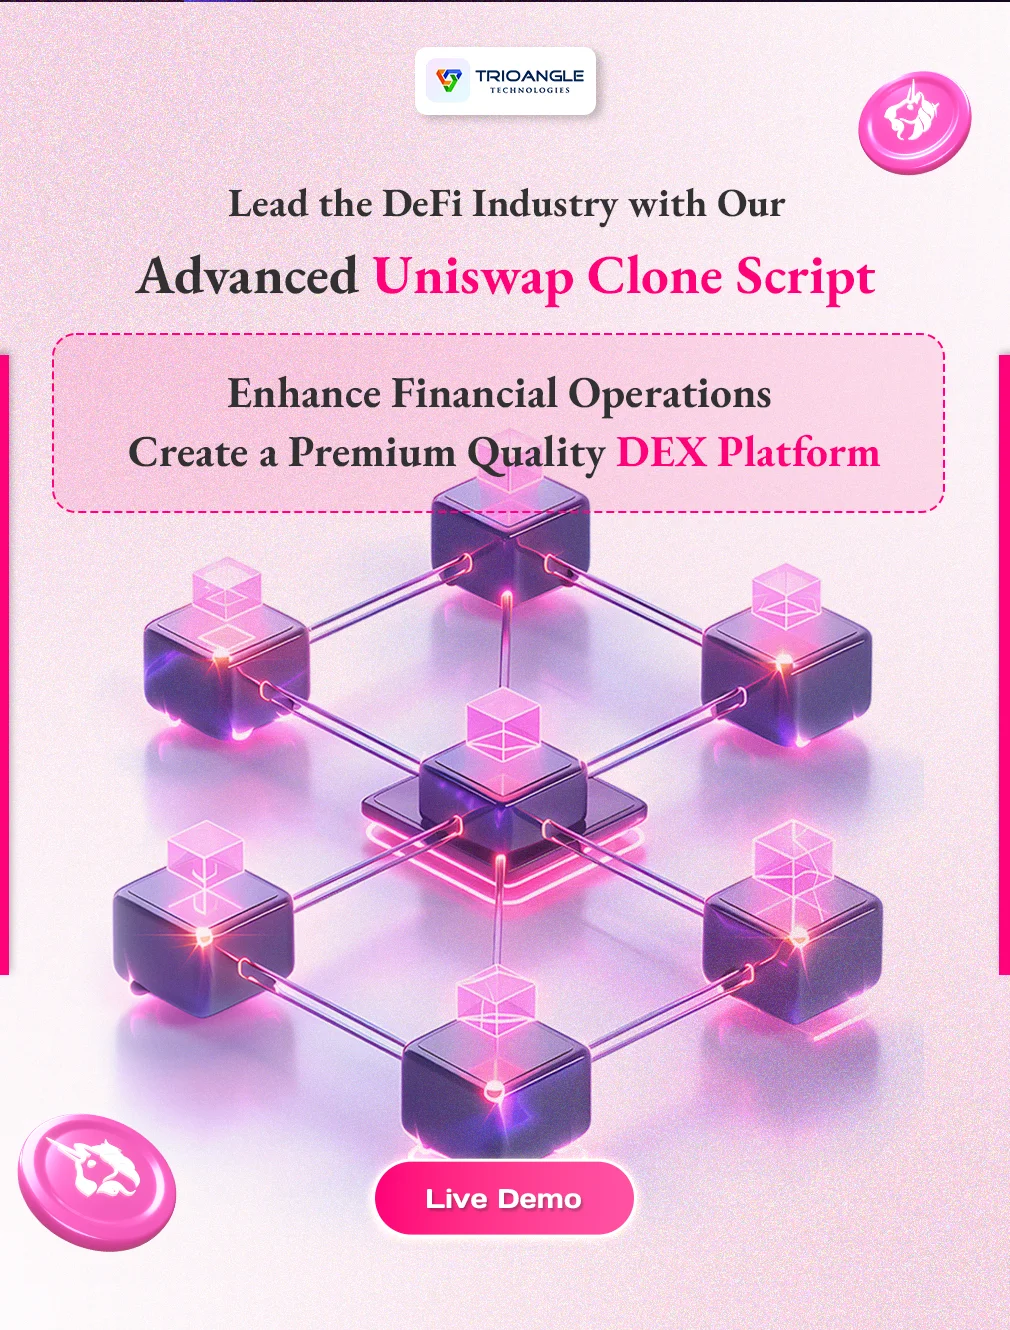 TRIOANGLE
TECHNOLOGIES
Lead the DeFi Industry with Our
Advanced Uniswap Clone Script
Enhance Financial Operations
Create a Premium Quality DEX Platform
Live Demo